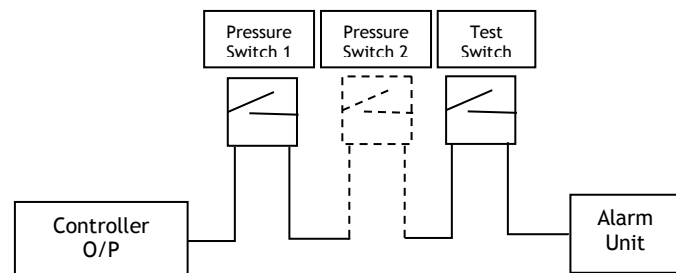 Pressure
Switch 1
Pressure
Switch 2
Test
Switch
Controller
O/P
Alarm
Unit